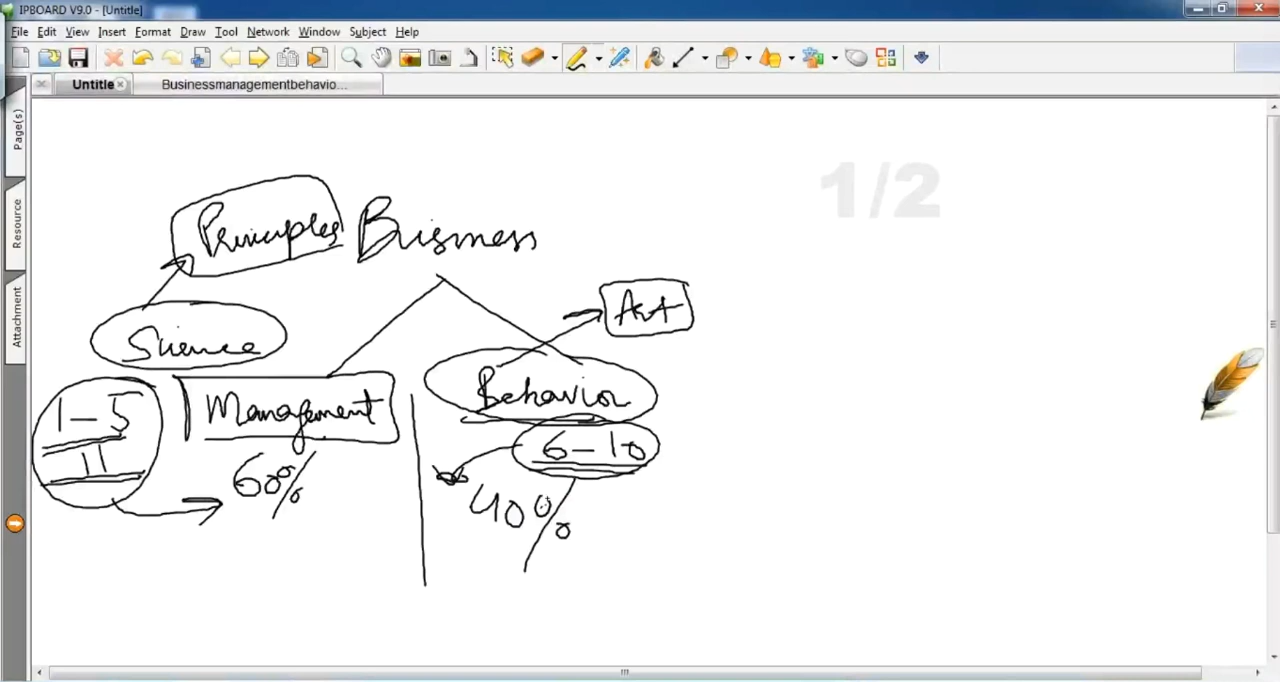 IPBOARD V9.0 - [Untitle]
File Edit View Insert Format Draw Tool Network Window Subject Help
Untitle Businessmanagementbehavio...
Page(s)
Resource
Attachment
1/2
Principles Business
Science
Art
1-5
11
Management
Behavior
6-10
60%
40%